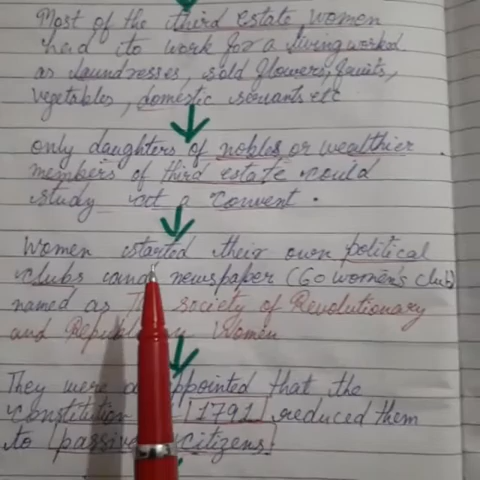 Most of the third estate women
had to work for a living worked
as laundresses, sold flowers, fruits,
vegetables, domestic servants etc
only daughters of nobles or wealthier
members of third estate could
study at a convent.
Women started their own political
clubs and newspaper (60 women's club)
named as society of Revolutionary
and Women
They were that the
constitution 1791 reduced them
to passive citizens